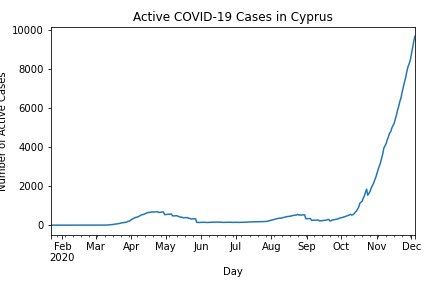 Active COVID-19 Cases in Cyprus
10000
8000
6000
4000
2000
0
Number of Active Cases
Feb Mar Apr May Jun Jul Aug Sep Oct Nov Dec
2020
Day